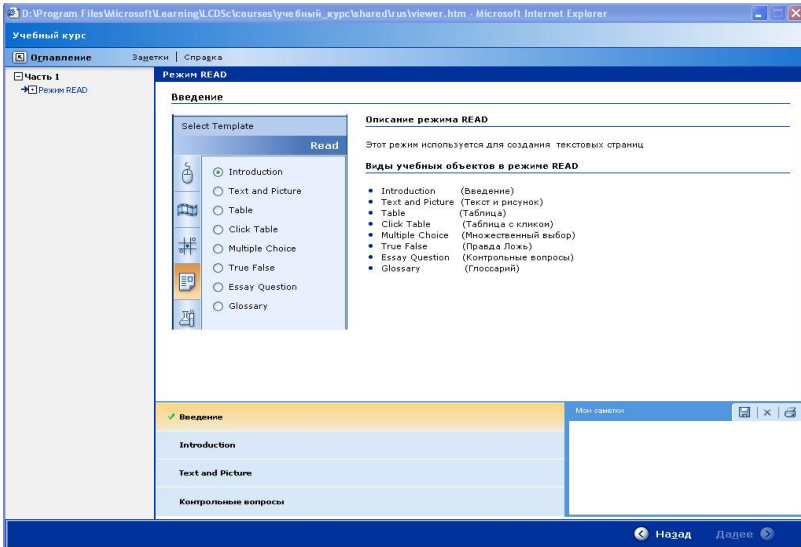 D:\Program Files\Microsoft\Learning\LCDSc\courses\учебный_курс\shared\rus\viewer.htm - Microsoft Internet Explorer
Учебный курс
Оглавление Заметки Справка
Часть 1
Режим READ
Режим READ
Введение
Select Template
Read
Introduction
Text and Picture
Table
Click Table
Multiple Choice
True False
Essay Question
Glossary
Описание режима READ
Этот режим используется для создания текстовых страниц
Виды учебных объектов в режиме READ
Introduction (Введение)
Text and Picture (Текст и рисунок)
Table (Таблица)
Click Table (Таблица с кликом)
Multiple Choice (Множественный выбор)
True False (Правда Ложь)
Essay Question (Контрольные вопросы)
Glossary (Глоссарий)
Введение
Introduction
Text and Picture
Контрольные вопросы
Мои заметки
Назад Далее